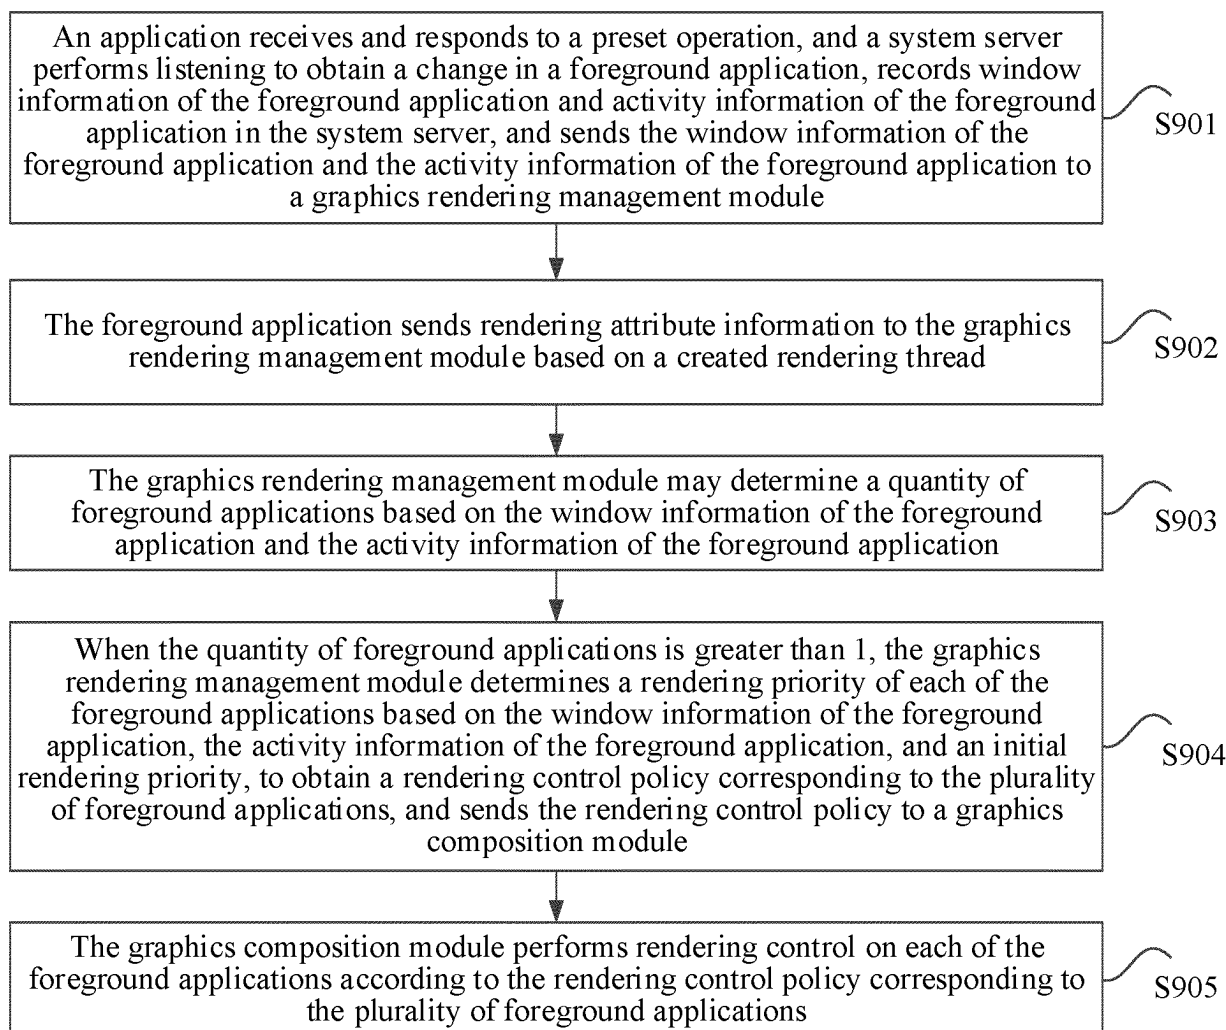 An application receives and responds to a preset operation, and a system server
performs listening to obtain a change in a foreground application, records window
information of the foreground application and activity information of the foreground
application in the system server, and sends the window information of the
foreground application and the activity information of the foreground application to
a graphics rendering management module
S901
The foreground application sends rendering attribute information to the graphics
rendering management module based on a created rendering thread
S902
The graphics rendering management module may determine a quantity of
foreground applications based on the window information of the foreground
application and the activity information of the foreground application
S903
When the quantity of foreground applications is greater than 1, the graphics
rendering management module determines a rendering priority of each of the
foreground applications based on the window information of the foreground
application, the activity information of the foreground application, and an initial
rendering priority, to obtain a rendering control policy corresponding to the plurality
of foreground applications, and sends the rendering control policy to a graphics
composition module
S904
The graphics composition module performs rendering control on each of the
foreground applications according to the rendering control policy corresponding to
the plurality of foreground applications
S905